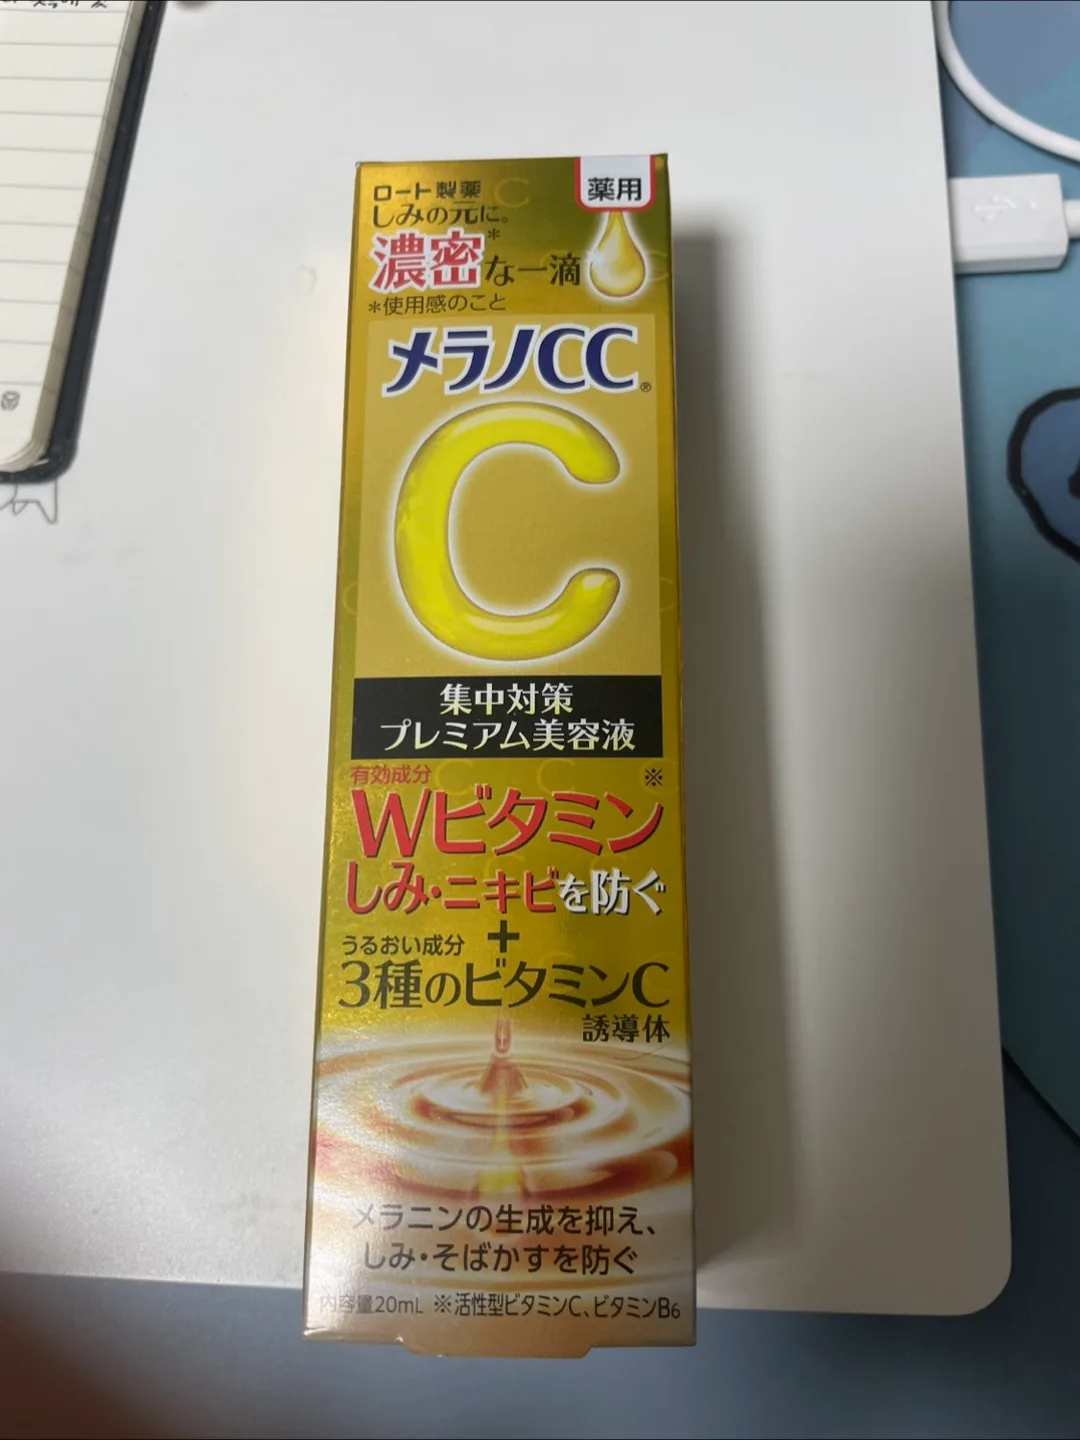 ロート製薬
薬用
しみの元に。
濃密*な一滴
*使用感のこと
メラノCC®
C
集中対策
プレミアム美容液
有効成分
Wビタミン※
しみ・ニキビを防ぐ
+
うるおい成分
3種のビタミンC
誘導体
メラニンの生成を抑え、
しみ・そばかすを防ぐ
内容量20mL ※活性型ビタミンC、ビタミンB6